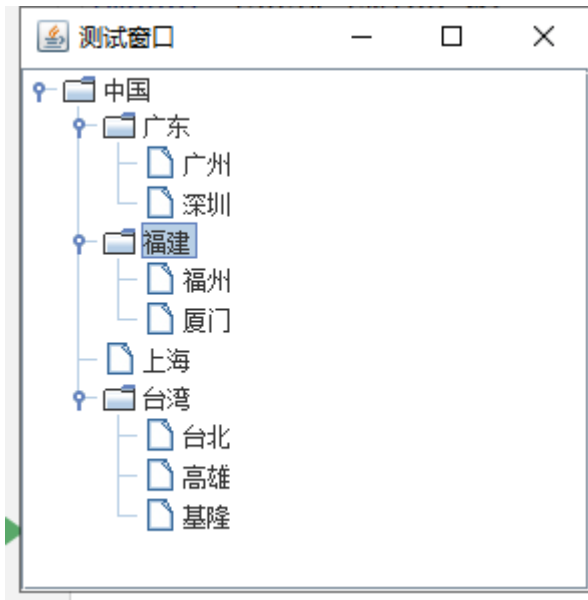 测试窗口
中国
广东
广州
深圳
福建
福州
厦门
上海
台湾
台北
高雄
基隆